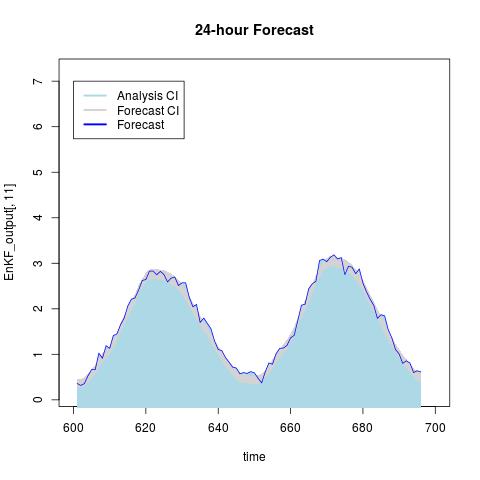 24-hour Forecast
EnKF_output[, 11]
7
6
5
4
3
2
1
0
Analysis CI
Forecast CI
Forecast
600 620 640 660 680 700
time